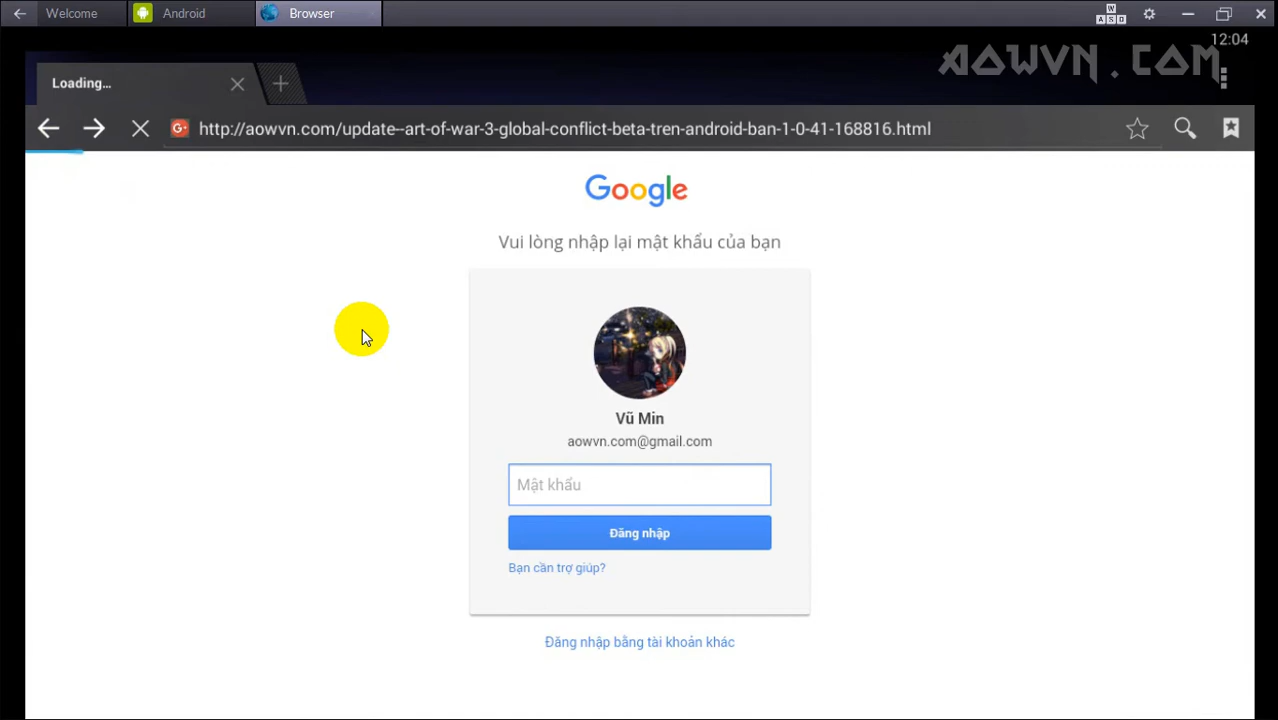 Welcome
Android
Browser
12:04
AOWVN.COM
Loading...
http://aowvn.com/update--art-of-war-3-global-conflict-beta-tren-android-ban-1-0-41-168816.html
Google
Vui lòng nhập lại mật khẩu của bạn
Vũ Min
aowvn.com@gmail.com
Mật khẩu
Đăng nhập
Bạn cần trợ giúp?
Đăng nhập bằng tài khoản khác